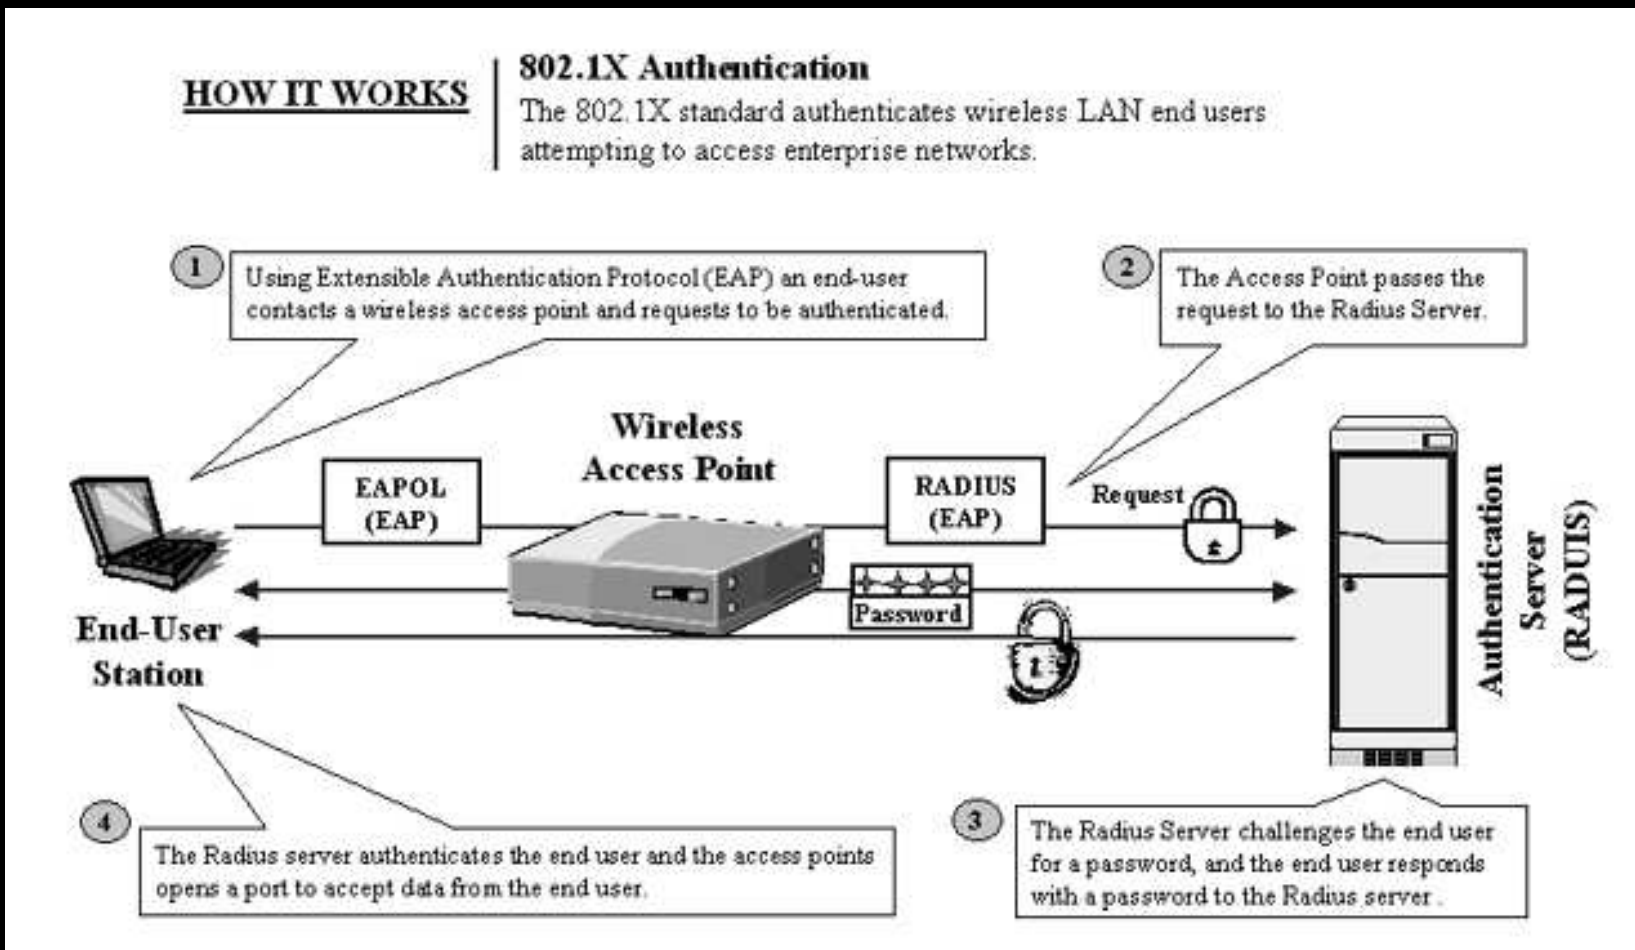 HOW IT WORKS
802.1X Authentication
The 802.1X standard authenticates wireless LAN end users
attempting to access enterprise networks.
1
Using Extensible Authentication Protocol (EAP) an end-user
contacts a wireless access point and requests to be authenticated.
2
The Access Point passes the
request to the Radius Server.
Wireless
Access Point
EAPOL
(EAP)
RADIUS
(EAP)
Request
Password
End-User
Station
Authentication
Server
(RADUIS)
4
The Radius server authenticates the end user and the access points
opens a port to accept data from the end user.
3
The Radius Server challenges the end user
for a password, and the end user responds
with a password to the Radius server .